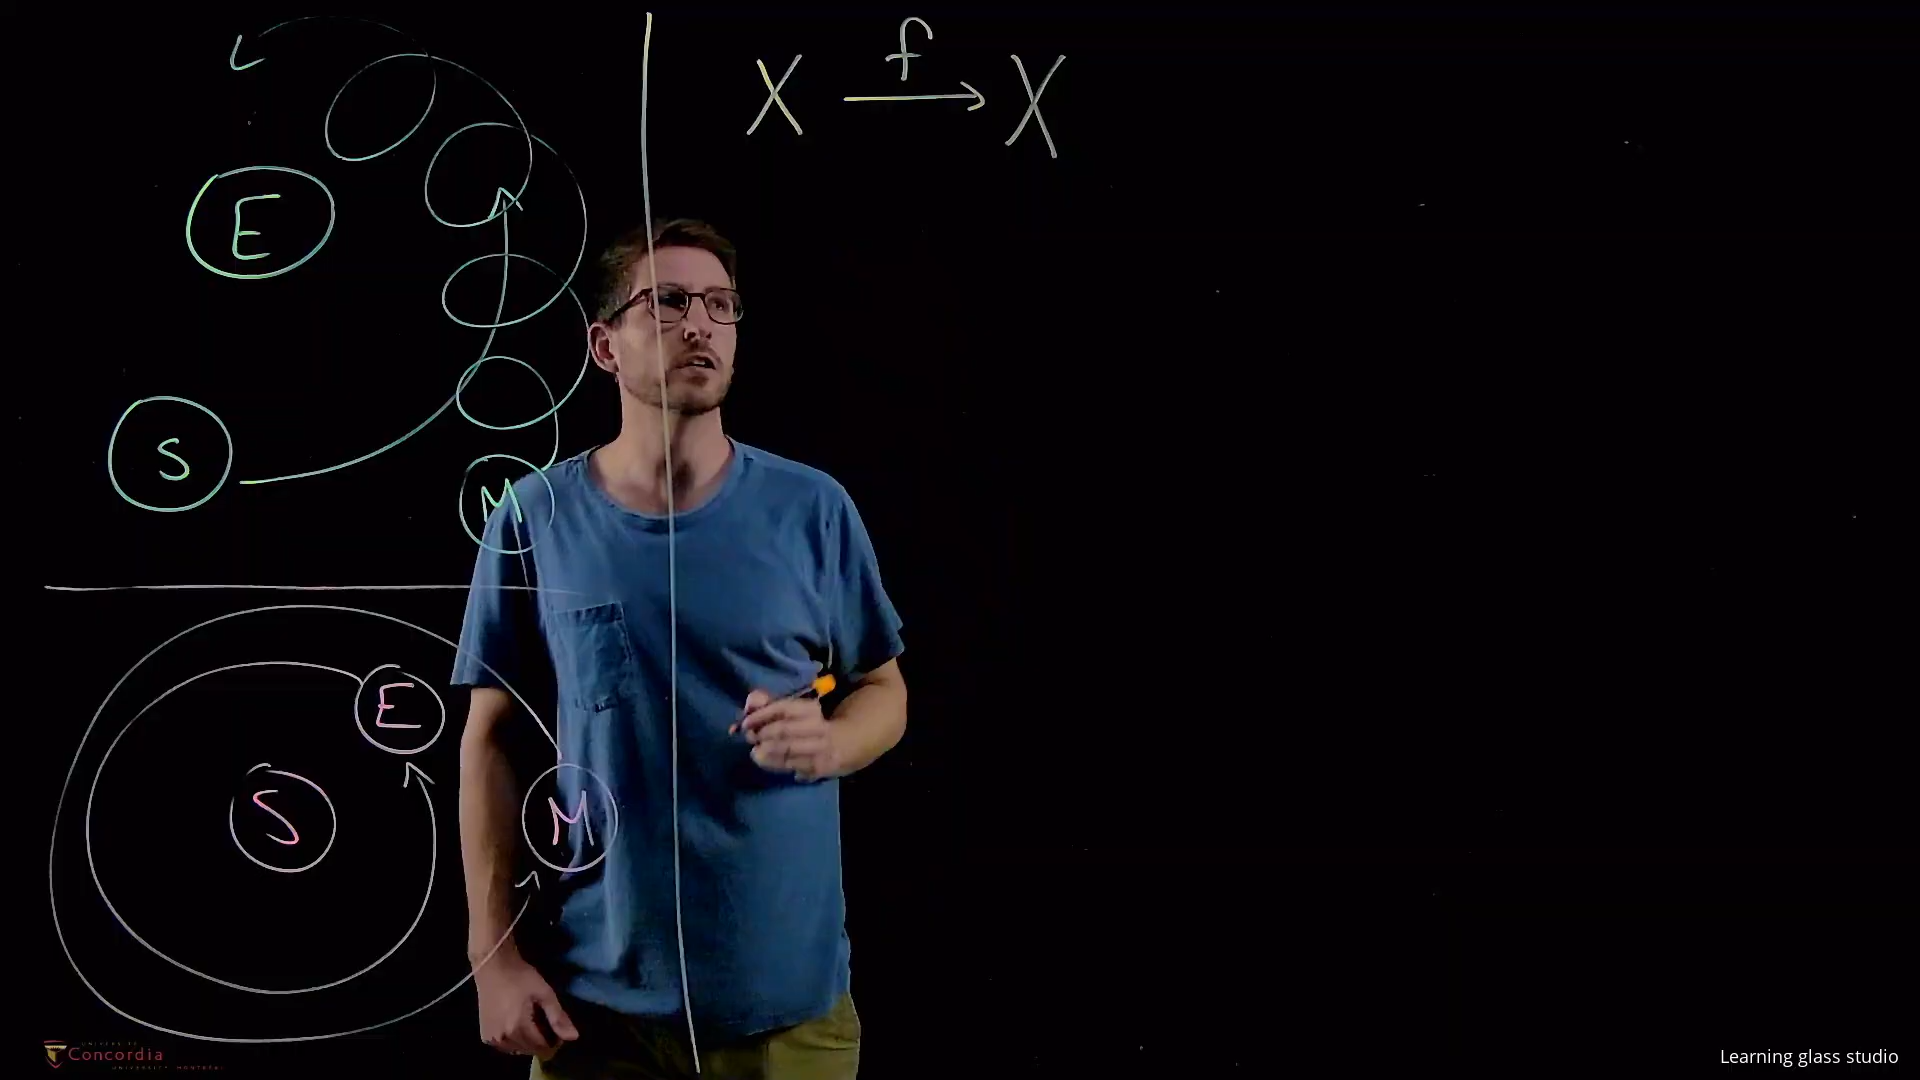 f
X → X
E
S
M
E
S
M
Concordia
Learning glass studio